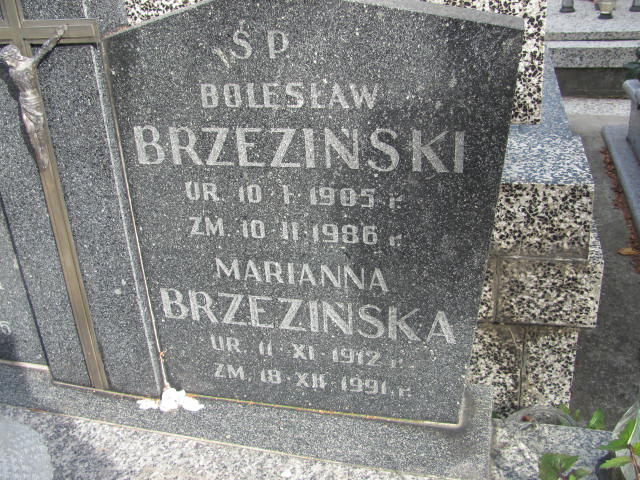 Ś P
BOLESŁAW
BRZEZIŃSKI
UR. 10·I·1905 r.
ZM. 10·II·1986 r.
MARIANNA
BRZEZIŃSKA
UR. 11·XI·1912 r.
ZM. 18·XII·1991. r.